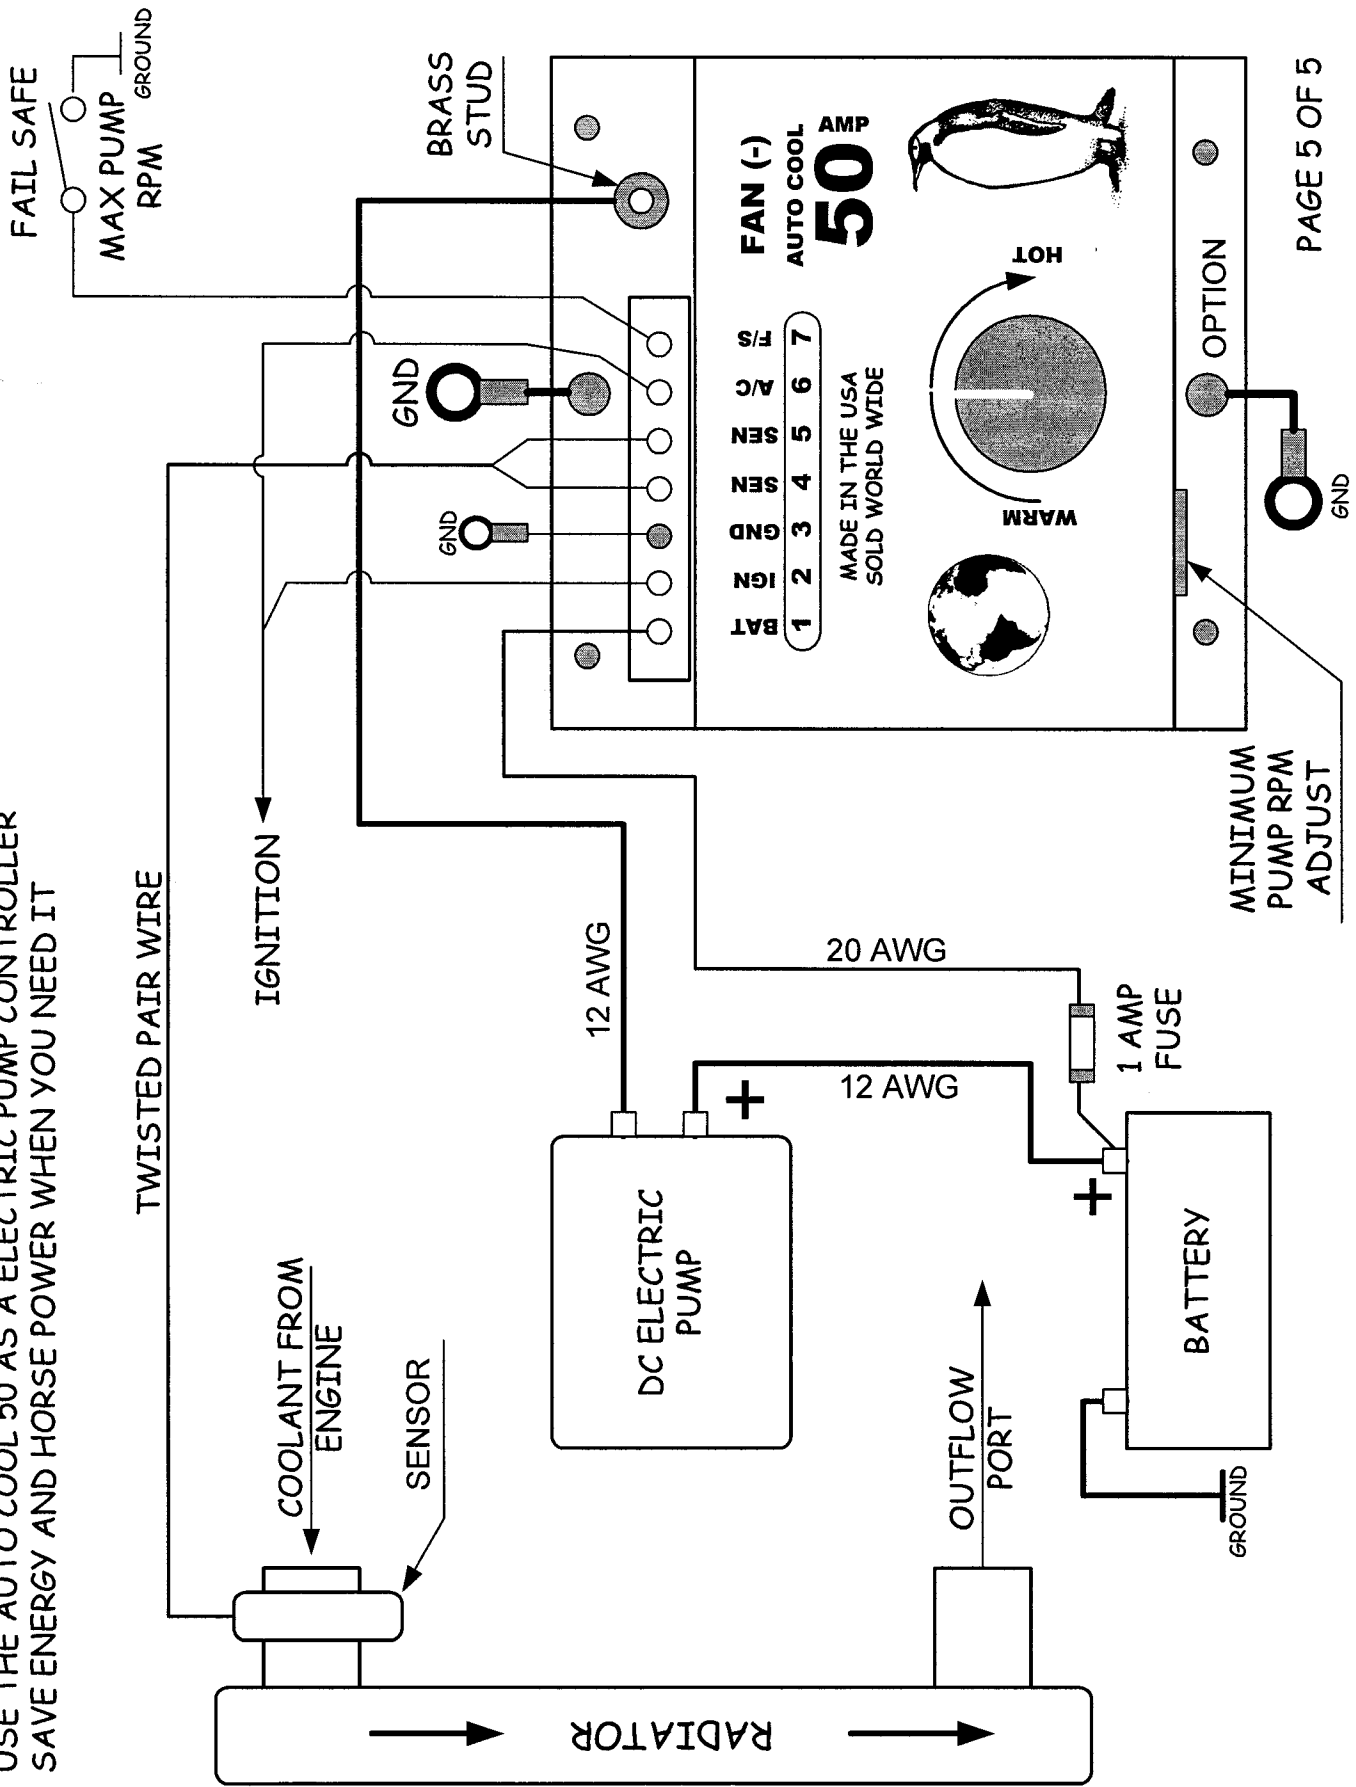 USE THE AUTO COOL 50 AS A ELECTRIC PUMP CONTROLLER
SAVE ENERGY AND HORSE POWER WHEN YOU NEED IT
FAIL SAFE
GROUND
MAX PUMP
RPM
TWISTED PAIR WIRE
IGNITION
COOLANT FROM
ENGINE
SENSOR
BRASS
STUD
GND
GND
12 AWG
DC ELECTRIC
PUMP
+
12 AWG
20 AWG
1 AMP
FUSE
+
BATTERY
GROUND
OUTFLOW
PORT
RADIATOR
BAT
IGN
GND
SEN
SEN
A/C
F/S
1 2 3 4 5 6 7
FAN (-)
AUTO COOL
50 AMP
MADE IN THE USA
SOLD WORLD WIDE
WARM
HOT
OPTION
GND
MINIMUM
PUMP RPM
ADJUST
PAGE 5 OF 5